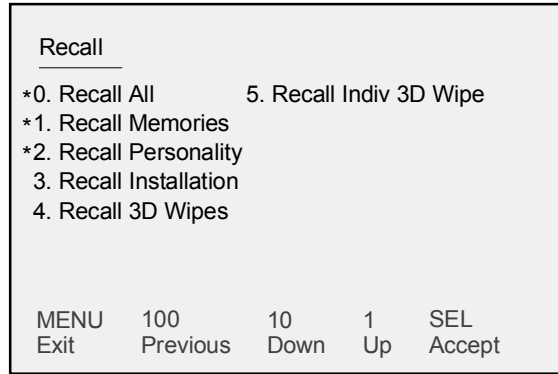 Recall
*0. Recall All 5. Recall Indiv 3D Wipe
*1. Recall Memories
*2. Recall Personality
3. Recall Installation
4. Recall 3D Wipes
MENU 100 10 1 SEL
Exit Previous Down Up Accept